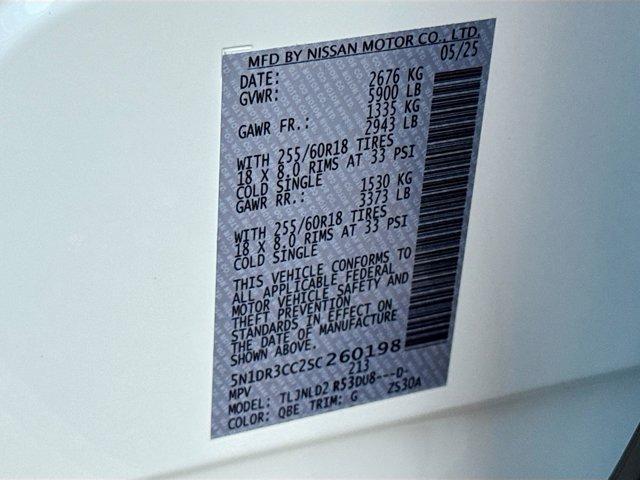 MFD BY NISSAN MOTOR CO., LTD.
DATE: 05/25
GVWR: 2676 KG
5900 LB
GAWR FR.: 1335 KG
2943 LB
WITH 255/60R18 TIRES
18 X 8.0 RIMS AT 33 PSI
COLD SINGLE
GAWR RR.: 1530 KG
3373 LB
WITH 255/60R18 TIRES
18 X 8.0 RIMS AT 33 PSI
COLD SINGLE
THIS VEHICLE CONFORMS TO
ALL APPLICABLE FEDERAL
MOTOR VEHICLE SAFETY AND
THEFT PREVENTION
STANDARDS IN EFFECT ON
THE DATE OF MANUFACTURE
SHOWN ABOVE.
5N1DR3CC2SC260198
MPV 213
MODEL: TLJNLD2 R53DU8---D-
COLOR: QBE TRIM: G ZS30A